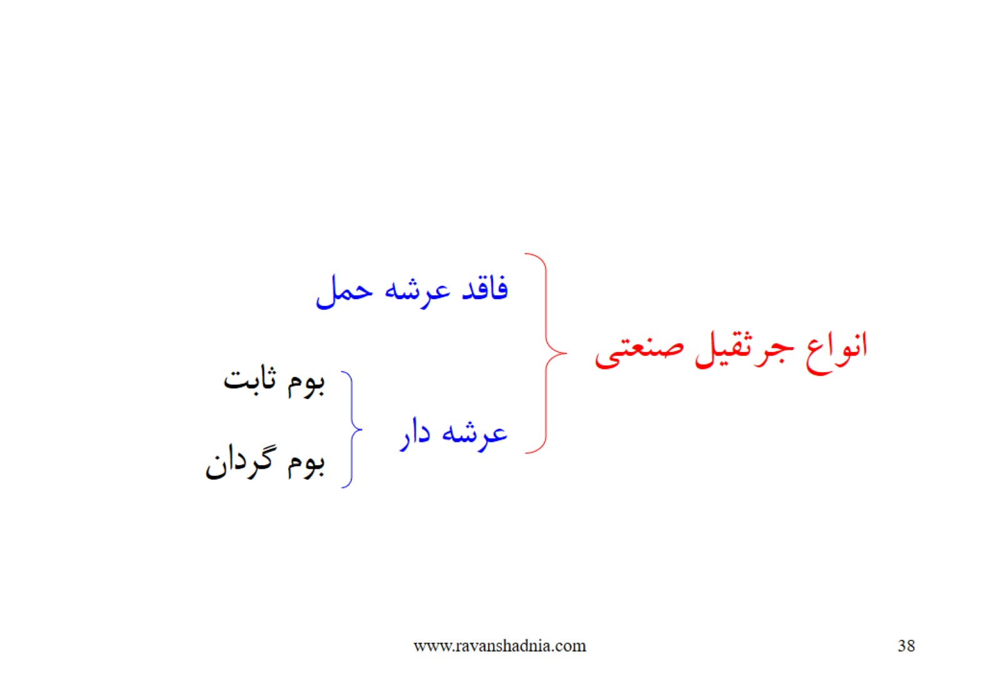 انواع جرثقیل صنعتی
فاقد عرشه حمل
عرشه دار
بوم ثابت
بوم گردان
www.ravanshadnia.com
38